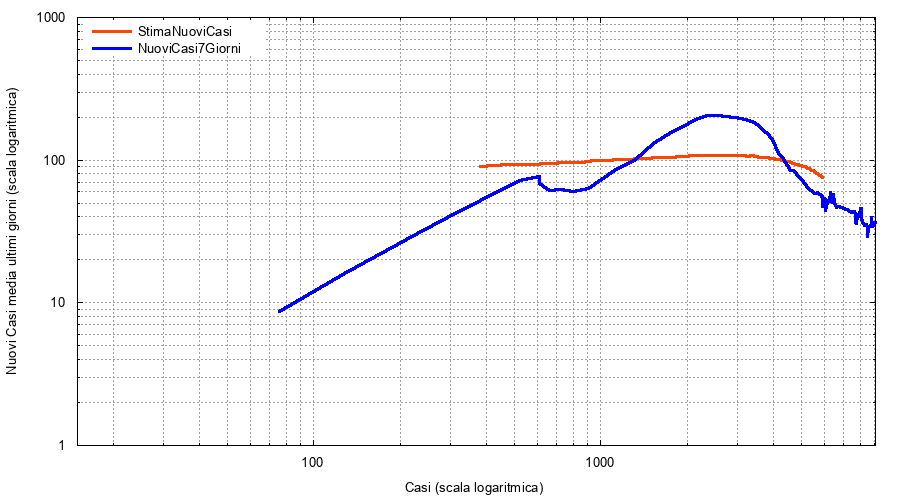 1000
StimaNuoviCasi
NuoviCasi7Giorni
100
10
1
Nuovi Casi media ultimi giorni (scala logaritmica)
100
1000
Casi (scala logaritmica)